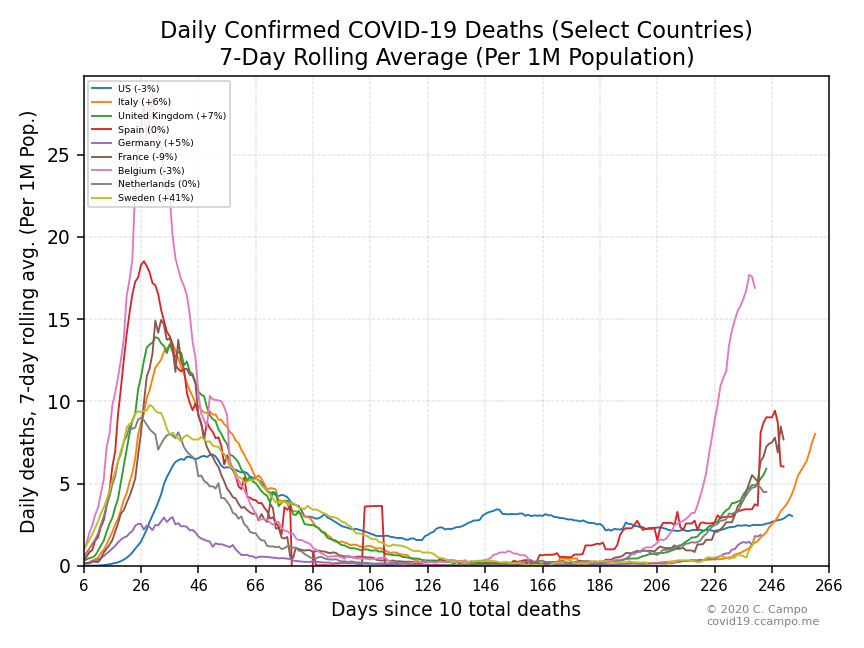 Daily Confirmed COVID-19 Deaths (Select Countries)
7-Day Rolling Average (Per 1M Population)
Daily deaths, 7-day rolling avg. (Per 1M Pop.)
US (-3%)
Italy (+6%)
United Kingdom (+7%)
Spain (0%)
Germany (+5%)
France (-9%)
Belgium (-3%)
Netherlands (0%)
Sweden (+41%)
25
20
15
10
5
0
6 26 46 66 86 106 126 146 166 186 206 226 246 266
Days since 10 total deaths
© 2020 C. Campo
covid19.ccampo.me